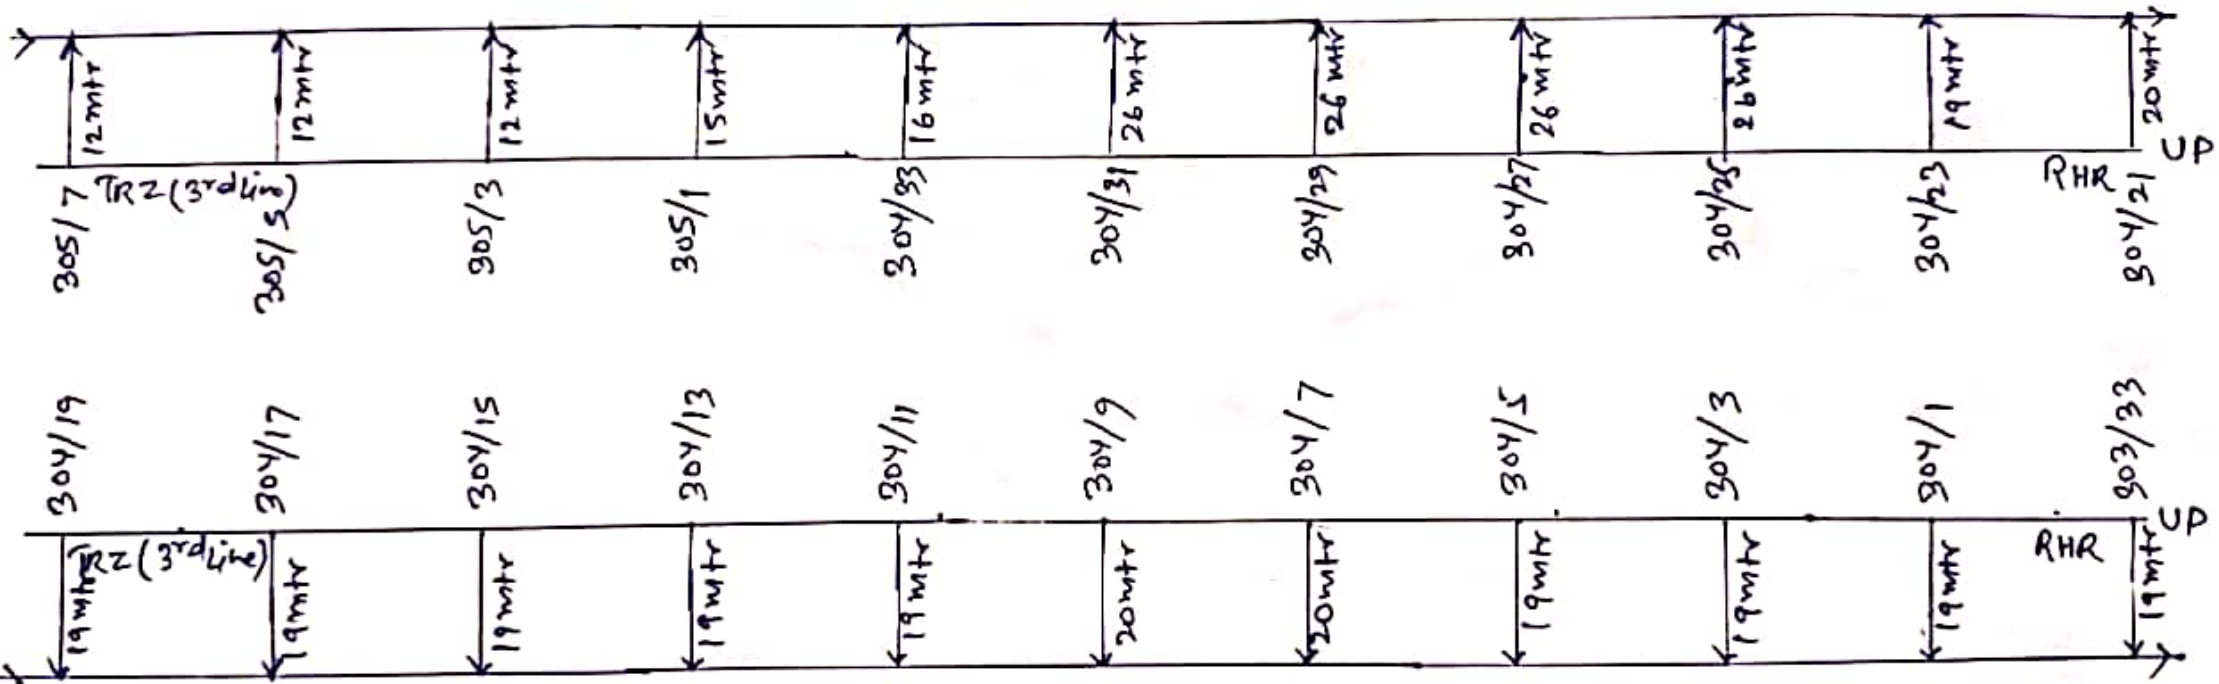 12mtr 12mtr 12mtr 15mtr 16mtr 26mtr 26mtr 26mtr 26mtr 19mtr 20mtr
UP
TRZ (3rd Line) RHR
305/7 305/5 305/3 305/1 304/33 304/31 304/29 304/27 304/25 304/23 304/21
304/19 304/17 304/15 304/13 304/11 304/9 304/7 304/5 304/3 304/1 303/33
UP
TRZ (3rd Line) RHR
19mtr 19mtr 19mtr 19mtr 19mtr 20mtr 20mtr 19mtr 19mtr 19mtr 19mtr